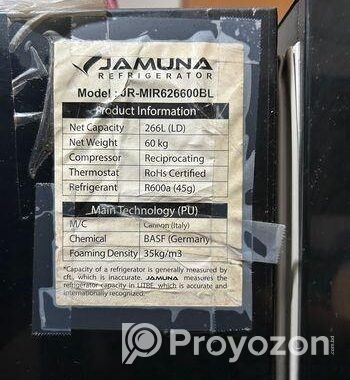 JAMUNA
REFRIGERATOR
Model : JR-MIR626600BL
Product Information
Net Capacity 266L (LD)
Net Weight 60 kg
Compressor Reciprocating
Thermostat RoHs Certified
Refrigerant R600a (45g)
Main Technology (PU)
M/C Cannon (Italy)
Chemical BASF (Germany
Foaming Density 35kg/m3
*Capacity of a refrigerator is generally measured by
cft, which is inaccurate. JAMUNA measures the
refrigerator capacity in LITRE, which is accurate and
internationally recognized.
Proyozon